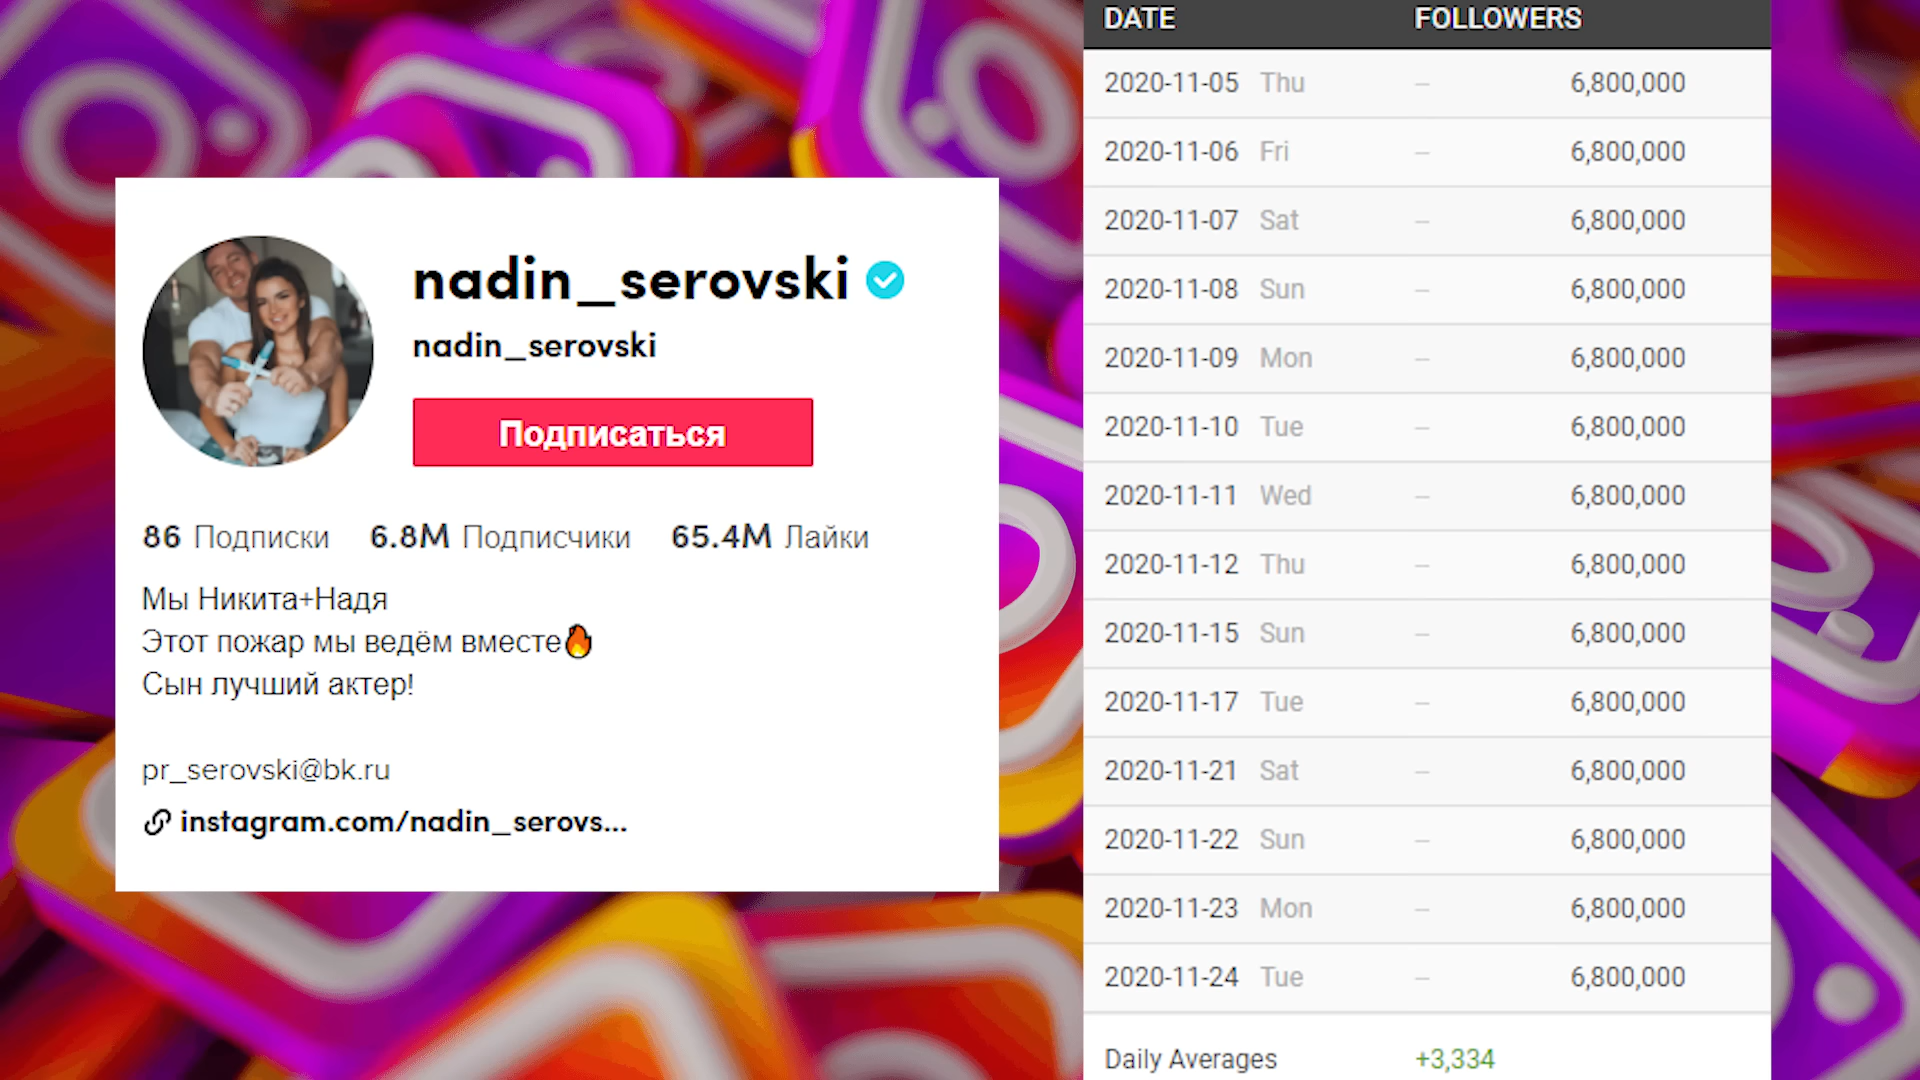 nadin_serovski
nadin_serovski
Подписаться
86 Подписки 6.8M Подписчики 65.4M Лайки
Мы Никита+Надя
Этот пожар мы ведём вместе🔥
Сын лучший актер!
pr_serovski@bk.ru
instagram.com/nadin_serovs...
DATE FOLLOWERS
2020-11-05 Thu – 6,800,000
2020-11-06 Fri – 6,800,000
2020-11-07 Sat – 6,800,000
2020-11-08 Sun – 6,800,000
2020-11-09 Mon – 6,800,000
2020-11-10 Tue – 6,800,000
2020-11-11 Wed – 6,800,000
2020-11-12 Thu – 6,800,000
2020-11-15 Sun – 6,800,000
2020-11-17 Tue – 6,800,000
2020-11-21 Sat – 6,800,000
2020-11-22 Sun – 6,800,000
2020-11-23 Mon – 6,800,000
2020-11-24 Tue – 6,800,000
Daily Averages +3,334